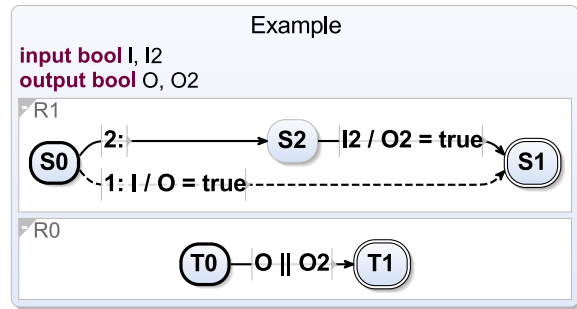 Example
input bool I, I2
output bool O, O2
R1
S0 2: S2 I2 / O2 = true S1
1: I / O = true
R0
T0 O || O2 T1